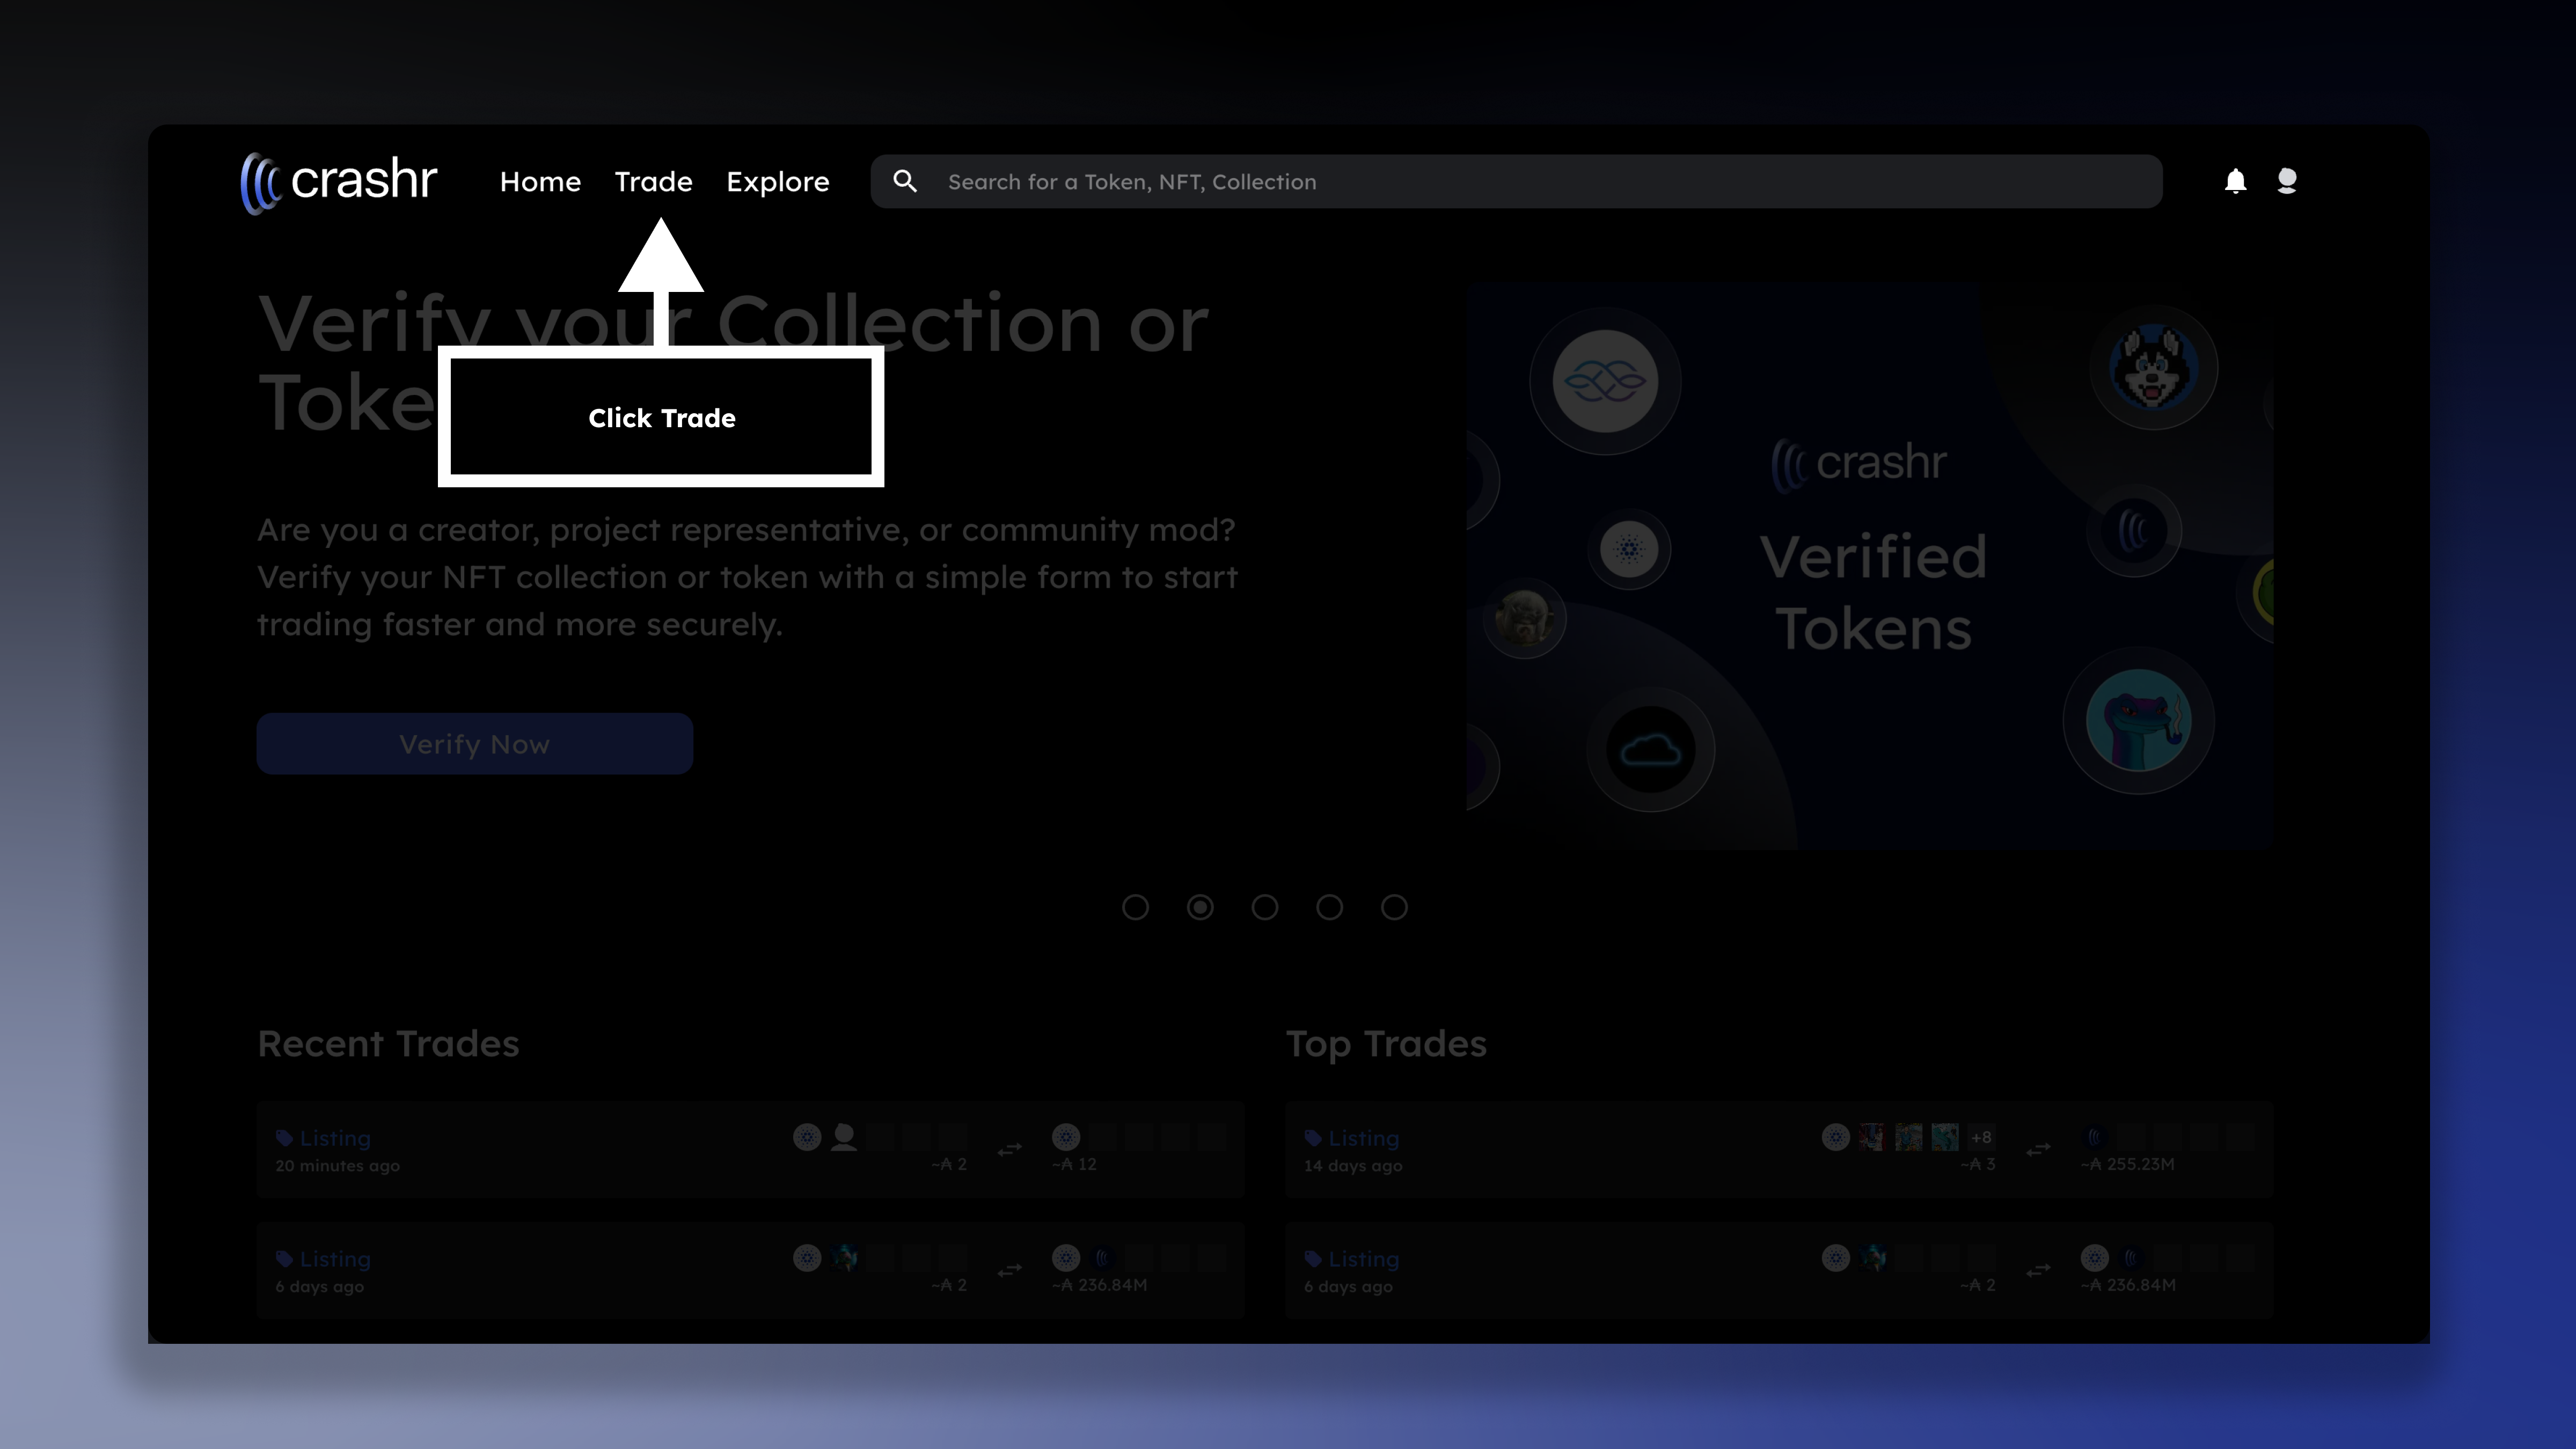 crashr
Home
Trade
Explore
Search for a Token, NFT, Collection
Verify your Collection or
Toke
Click Trade
Are you a creator, project representative, or community mod?
Verify your NFT collection or token with a simple form to start
trading faster and more securely.
Verify Now
crashr
Verified
Tokens
Recent Trades
Listing
20 minutes ago
~₳ 2
~₳ 12
Listing
6 days ago
~₳ 2
~₳ 236.84M
Top Trades
Listing
14 days ago
+8
~₳ 3
~₳ 255.23M
Listing
6 days ago
~₳ 2
~₳ 236.84M